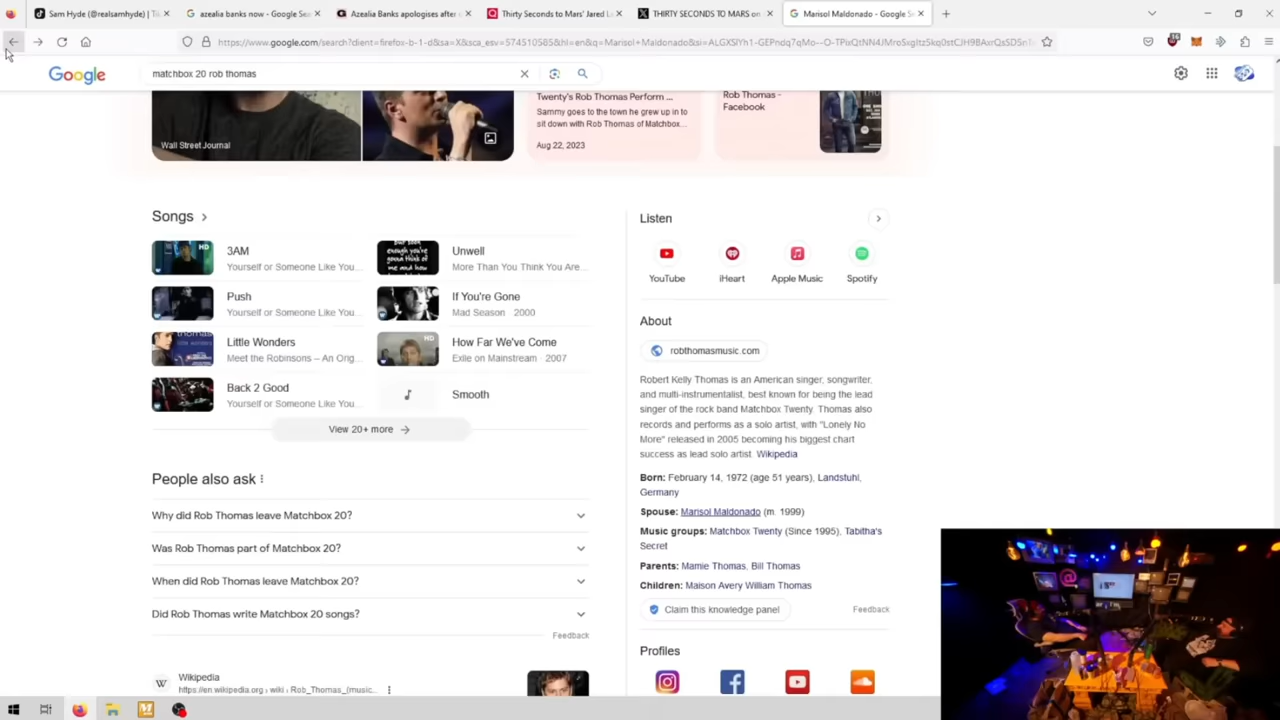 Sam Hyde (@realsamhyde) | Ti
azealia banks now - Google Sea
Azealia Banks apologises after
Thirty Seconds to Mars' Jared L
THIRTY SECONDS TO MARS on
Marisol Maldonado - Google Se
Google
matchbox 20 rob thomas
Wall Street Journal
Twenty's Rob Thomas Perform ...
Sammy goes to the town he grew up in to
sit down with Rob Thomas of Matchbox...
Aug 22, 2023
Rob Thomas -
Facebook
Songs
3AM
Yourself or Someone Like You...
Unwell
More Than You Think You Are...
Push
Yourself or Someone Like You...
If You're Gone
Mad Season · 2000
Little Wonders
Meet the Robinsons – An Orig...
How Far We've Come
Exile on Mainstream · 2007
Back 2 Good
Yourself or Someone Like You...
Smooth
View 20+ more
People also ask
Why did Rob Thomas leave Matchbox 20?
Was Rob Thomas part of Matchbox 20?
When did Rob Thomas leave Matchbox 20?
Did Rob Thomas write Matchbox 20 songs?
Feedback
Wikipedia
https://en.wikipedia.org › wiki › Rob_Thomas_(music...
Listen
YouTube
iHeart
Apple Music
Spotify
About
robthomasmusic.com
Robert Kelly Thomas is an American singer, songwriter,
and multi-instrumentalist, best known for being the lead
singer of the rock band Matchbox Twenty. Thomas also
records and performs as a solo artist, with "Lonely No
More" released in 2005 becoming his biggest chart
success as lead solo artist. Wikipedia
Born: February 14, 1972 (age 51 years), Landstuhl,
Germany
Spouse: Marisol Maldonado (m. 1999)
Music groups: Matchbox Twenty (Since 1995), Tabitha's
Secret
Parents: Mamie Thomas, Bill Thomas
Children: Maison Avery William Thomas
Claim this knowledge panel
Feedback
Profiles